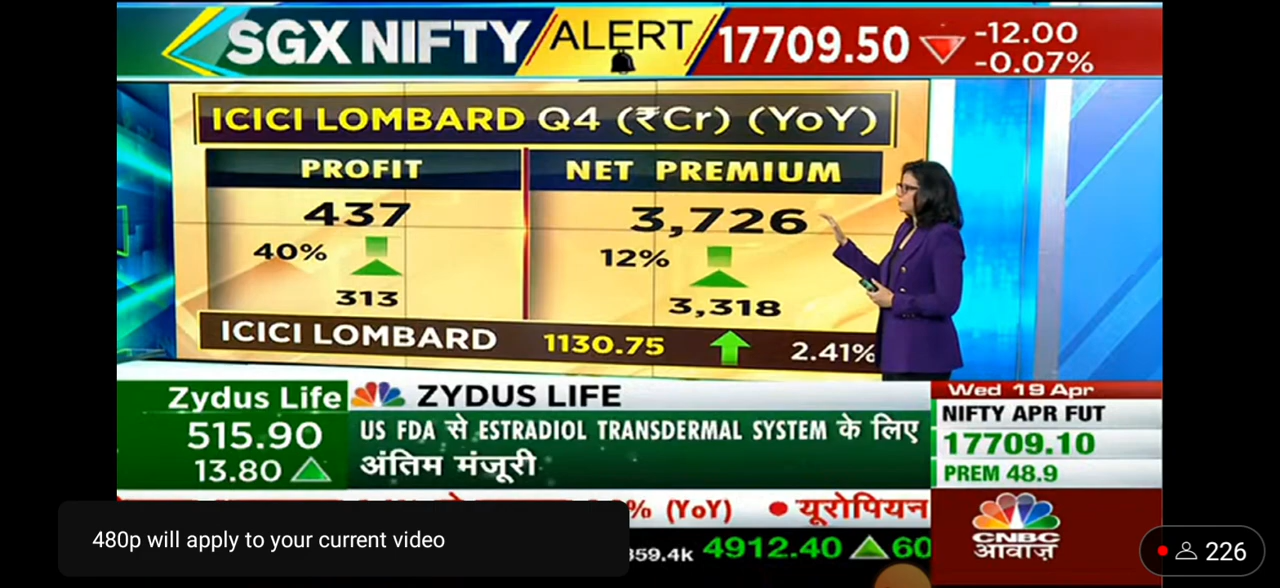 SGX NIFTY ALERT 17709.50 -12.00
-0.07%
ICICI LOMBARD Q4 (₹Cr) (YoY)
PROFIT NET PREMIUM
437 3,726
40% 12%
313 3,318
ICICI LOMBARD 1130.75 2.41%
Zydus Life ZYDUS LIFE
515.90 US FDA से ESTRADIOL TRANSDERMAL SYSTEM के लिए
13.80 अंतिम मंजूरी
Wed 19 Apr
NIFTY APR FUT
17709.10
PREM 48.9
% (YoY) • यूरोपियन
359.4k 4912.40 60
CNBC
आवाज़
480p will apply to your current video
226